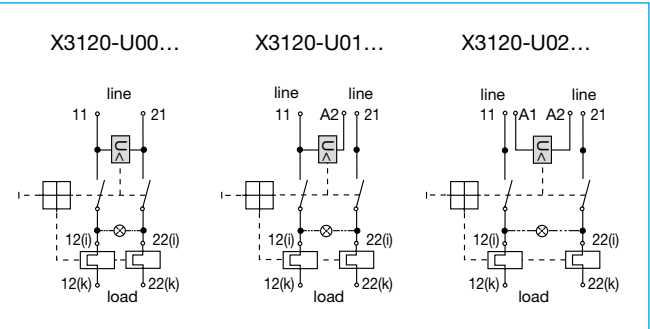 X3120-U00... X3120-U01... X3120-U02...
line line line line line
11 21 11 A2 21 11 A1 A2 21
U< U< U<
I I I
12(i) 22(i) 12(i) 22(i) 12(i) 22(i)
12(k) 22(k) 12(k) 22(k) 12(k) 22(k)
load load load